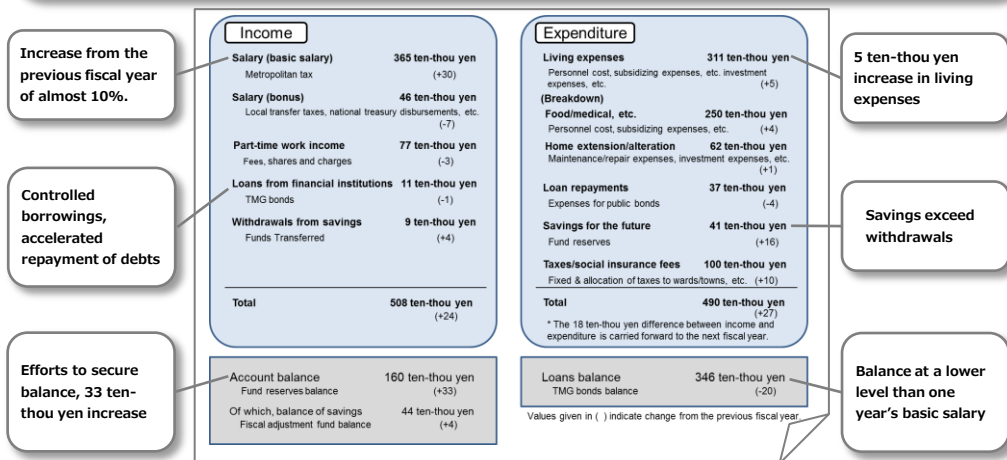 Increase from the
previous fiscal year
of almost 10%.
Controlled
borrowings,
accelerated
repayment of debts
Efforts to secure
balance, 33 ten-
thou yen increase
Income
Salary (basic salary) 365 ten-thou yen
Metropolitan tax (+30)
Salary (bonus) 46 ten-thou yen
Local transfer taxes, national treasury disbursements, etc.
(-7)
Part-time work income 77 ten-thou yen
Fees, shares and charges (-3)
Loans from financial institutions 11 ten-thou yen
TMG bonds (-1)
Withdrawals from savings 9 ten-thou yen
Funds Transferred (+4)
Total 508 ten-thou yen
(+24)
Account balance 160 ten-thou yen
Fund reserves balance (+33)
Of which, balance of savings 44 ten-thou yen
Fiscal adjustment fund balance (+4)
Expenditure
Living expenses 311 ten-thou yen
Personnel cost, subsidizing expenses, etc. investment
expenses, etc. (+5)
(Breakdown)
Food/medical, etc. 250 ten-thou yen
Personnel cost, subsidizing expenses, etc. (+4)
Home extension/alteration 62 ten-thou yen
Maintenance/repair expenses, investment expenses, etc.
(+1)
Loan repayments 37 ten-thou yen
Expenses for public bonds (-4)
Savings for the future 41 ten-thou yen
Fund reserves (+16)
Taxes/social insurance fees 100 ten-thou yen
Fixed & allocation of taxes to wards/towns, etc. (+10)
Total 490 ten-thou yen
(+27)
* The 18 ten-thou yen difference between income and
expenditure is carried forward to the next fiscal year.
Loans balance 346 ten-thou yen
TMG bonds balance (-20)
Values given in ( ) indicate change from the previous fiscal year.
5 ten-thou yen
increase in living
expenses
Savings exceed
withdrawals
Balance at a lower
level than one
year's basic salary